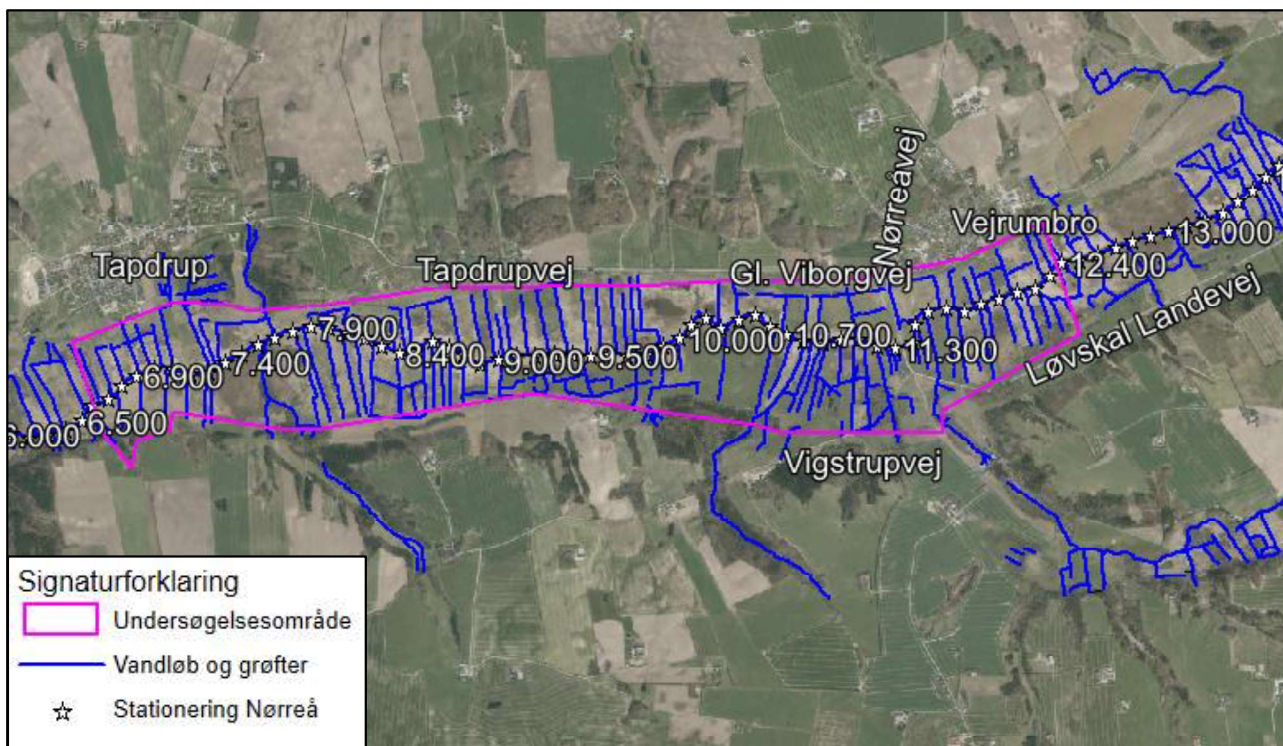 Nørreåvej
Vejrumbro
13.000
Tapdrup
Tapdrupvej
Gl. Viborgvej
12.400
Løvskal Landevej
7.900
10.700
10.000
11.300
7.400
8.400
9.000
9.500
6.900
6.500
6.000
Vigstrupvej
Signaturforklaring
Undersøgelsesområde
Vandløb og grøfter
Stationering Nørreå